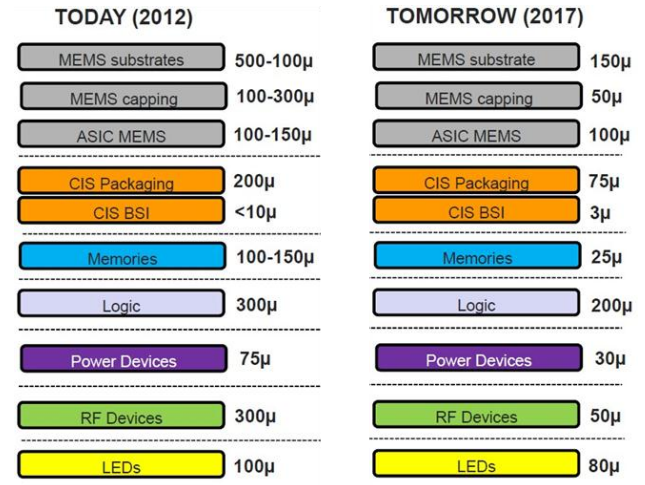 TODAY (2012)
MEMS substrates 500-100µ
MEMS capping 100-300µ
ASIC MEMS 100-150µ
CIS Packaging 200µ
CIS BSI <10µ
Memories 100-150µ
Logic 300µ
Power Devices 75µ
RF Devices 300µ
LEDs 100µ
TOMORROW (2017)
MEMS substrate 150µ
MEMS capping 50µ
ASIC MEMS 100µ
CIS Packaging 75µ
CIS BSI 3µ
Memories 25µ
Logic 200µ
Power Devices 30µ
RF Devices 50µ
LEDs 80µ